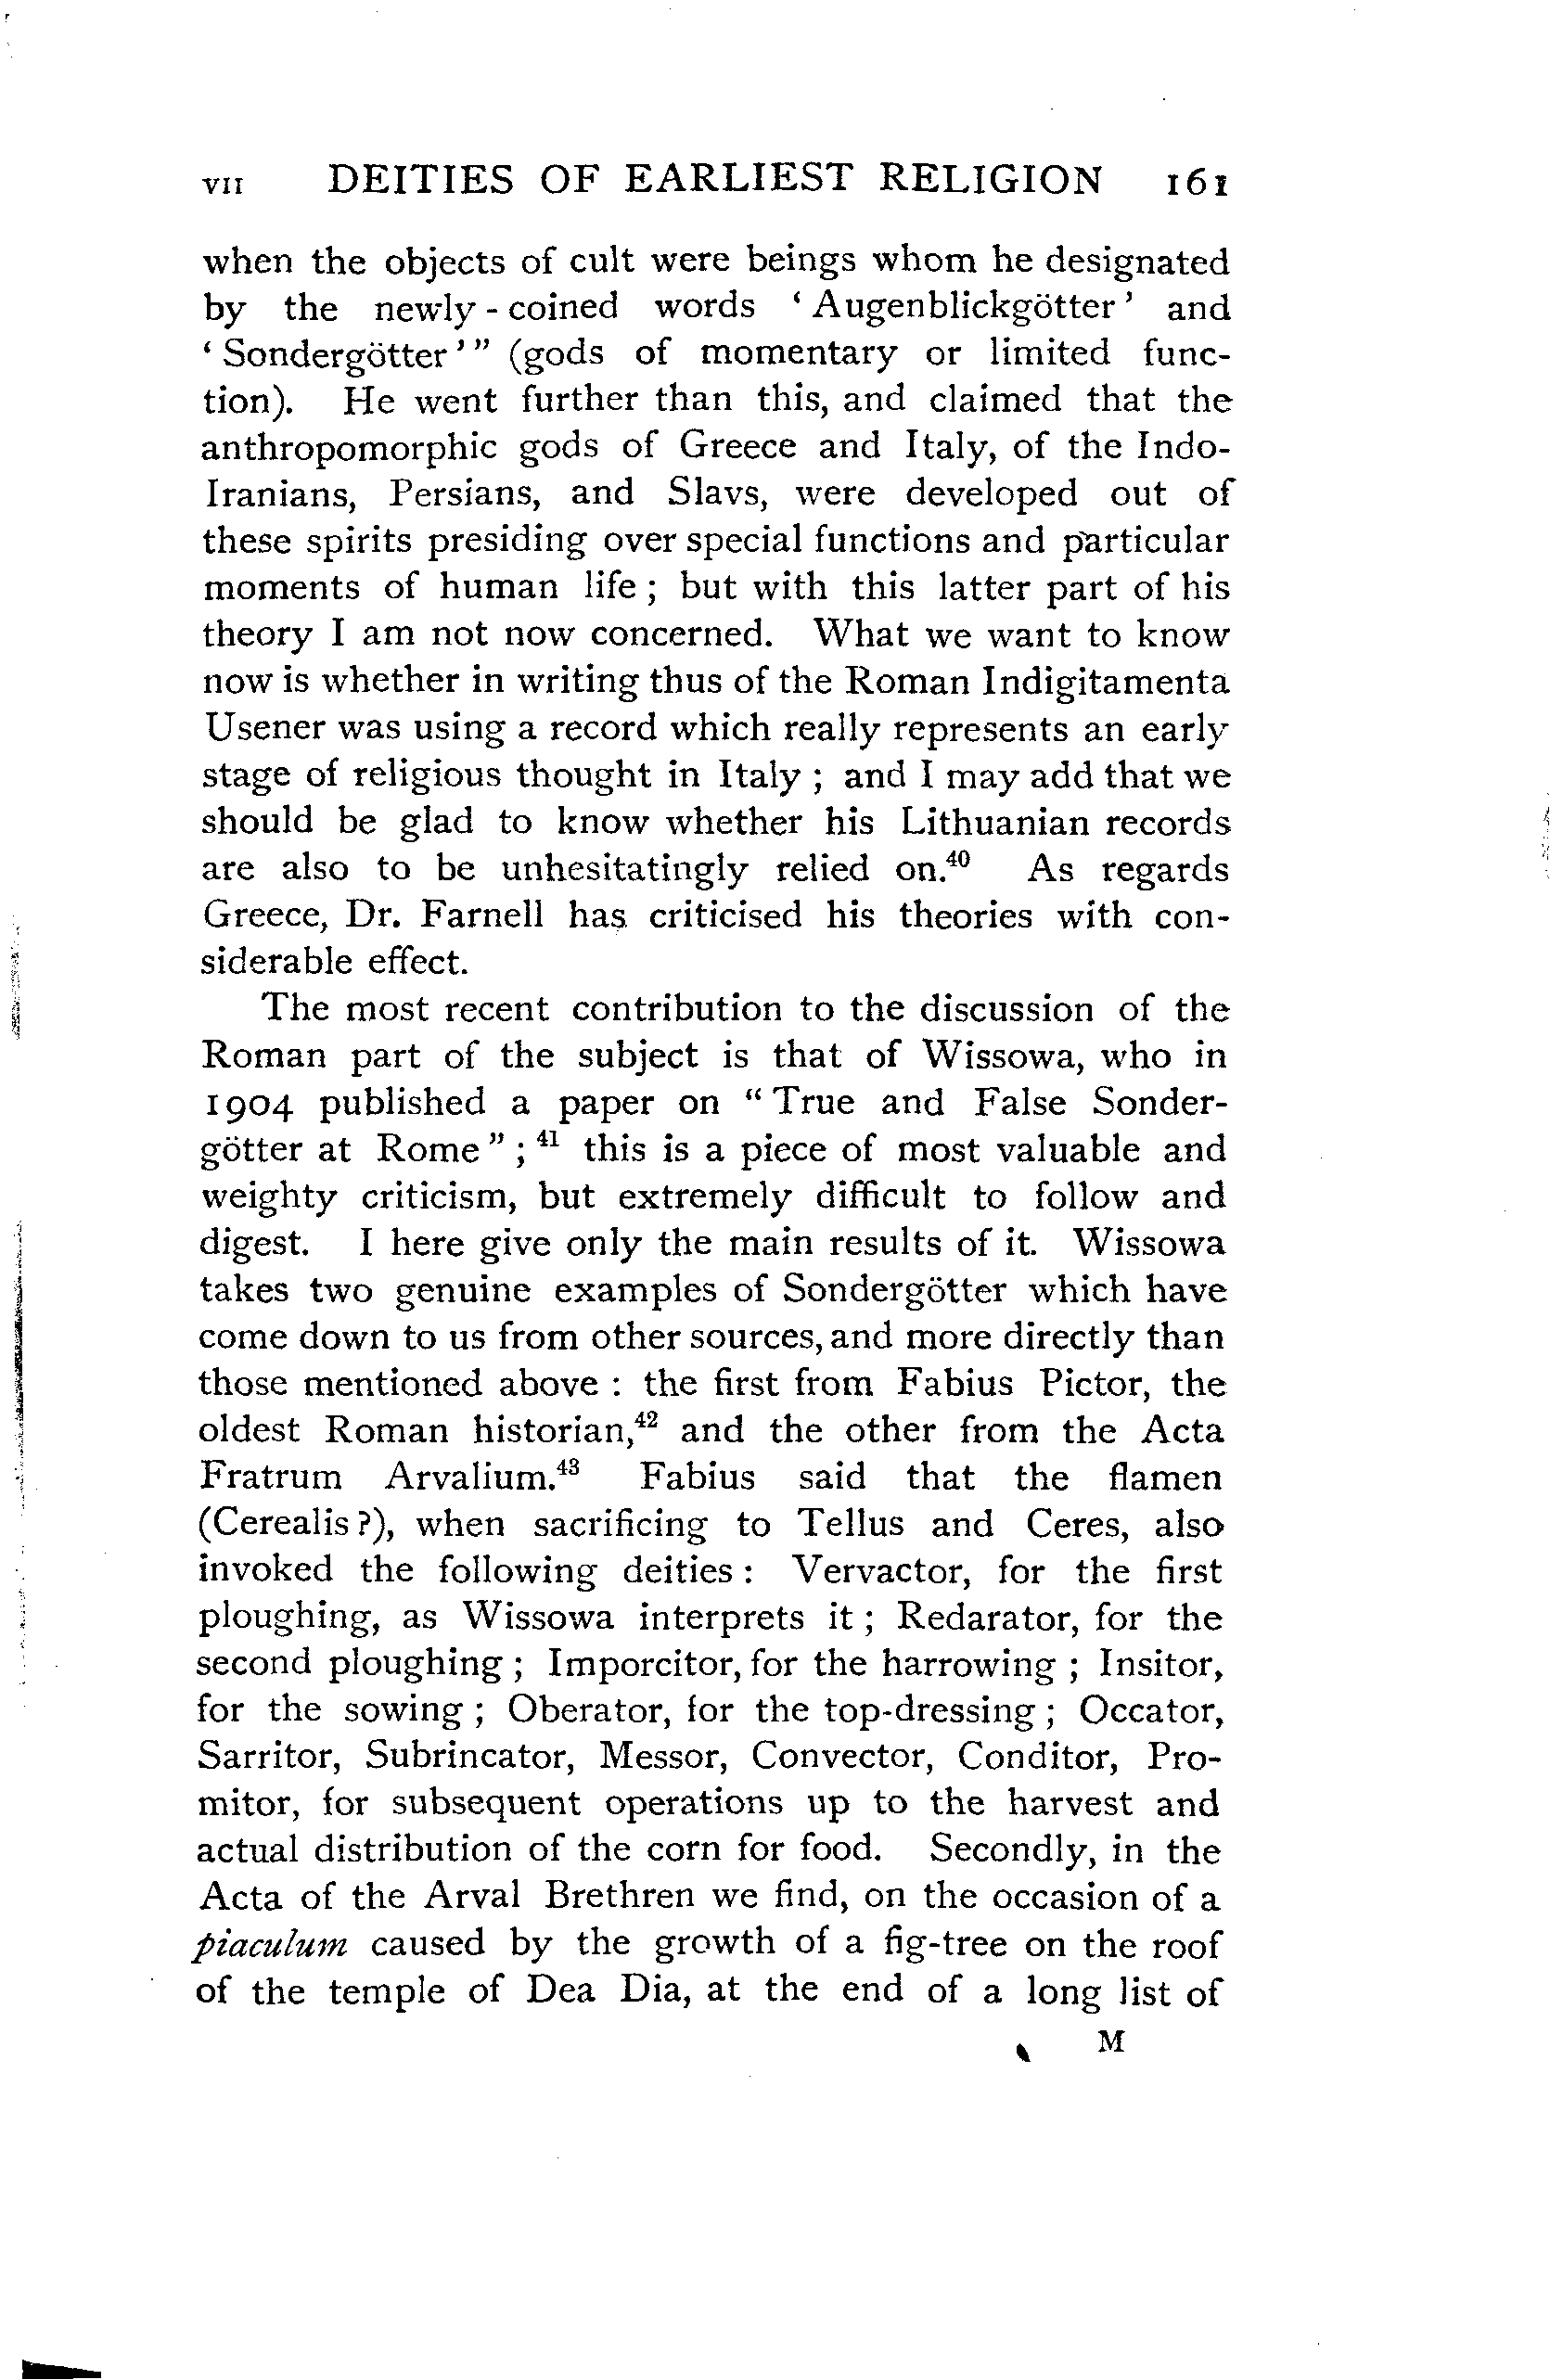 VII DEITIES OF EARLIEST RELIGION 161
when the objects of cult were beings whom he designated
by the newly-coined words ‘Augenblickgötter’ and
‘Sondergötter’” (gods of momentary or limited func-
tion). He went further than this, and claimed that the
anthropomorphic gods of Greece and Italy, of the Indo-
Iranians, Persians, and Slavs, were developed out of
these spirits presiding over special functions and particular
moments of human life; but with this latter part of his
theory I am not now concerned. What we want to know
now is whether in writing thus of the Roman Indigitamenta
Usener was using a record which really represents an early
stage of religious thought in Italy; and I may add that we
should be glad to know whether his Lithuanian records
are also to be unhesitatingly relied on.⁴⁰ As regards
Greece, Dr. Farnell has criticised his theories with con-
siderable effect.
The most recent contribution to the discussion of the
Roman part of the subject is that of Wissowa, who in
1904 published a paper on “True and False Sonder-
götter at Rome”;⁴¹ this is a piece of most valuable and
weighty criticism, but extremely difficult to follow and
digest. I here give only the main results of it. Wissowa
takes two genuine examples of Sondergötter which have
come down to us from other sources, and more directly than
those mentioned above: the first from Fabius Pictor, the
oldest Roman historian,⁴² and the other from the Acta
Fratrum Arvalium.⁴³ Fabius said that the flamen
(Cerealis?), when sacrificing to Tellus and Ceres, also
invoked the following deities: Vervactor, for the first
ploughing, as Wissowa interprets it; Redarator, for the
second ploughing; Imporcitor, for the harrowing; Insitor,
for the sowing; Oberator, for the top-dressing; Occator,
Sarritor, Subrincator, Messor, Convector, Conditor, Pro-
mitor, for subsequent operations up to the harvest and
actual distribution of the corn for food. Secondly, in the
Acta of the Arval Brethren we find, on the occasion of a
piaculum caused by the growth of a fig-tree on the roof
of the temple of Dea Dia, at the end of a long list of
M